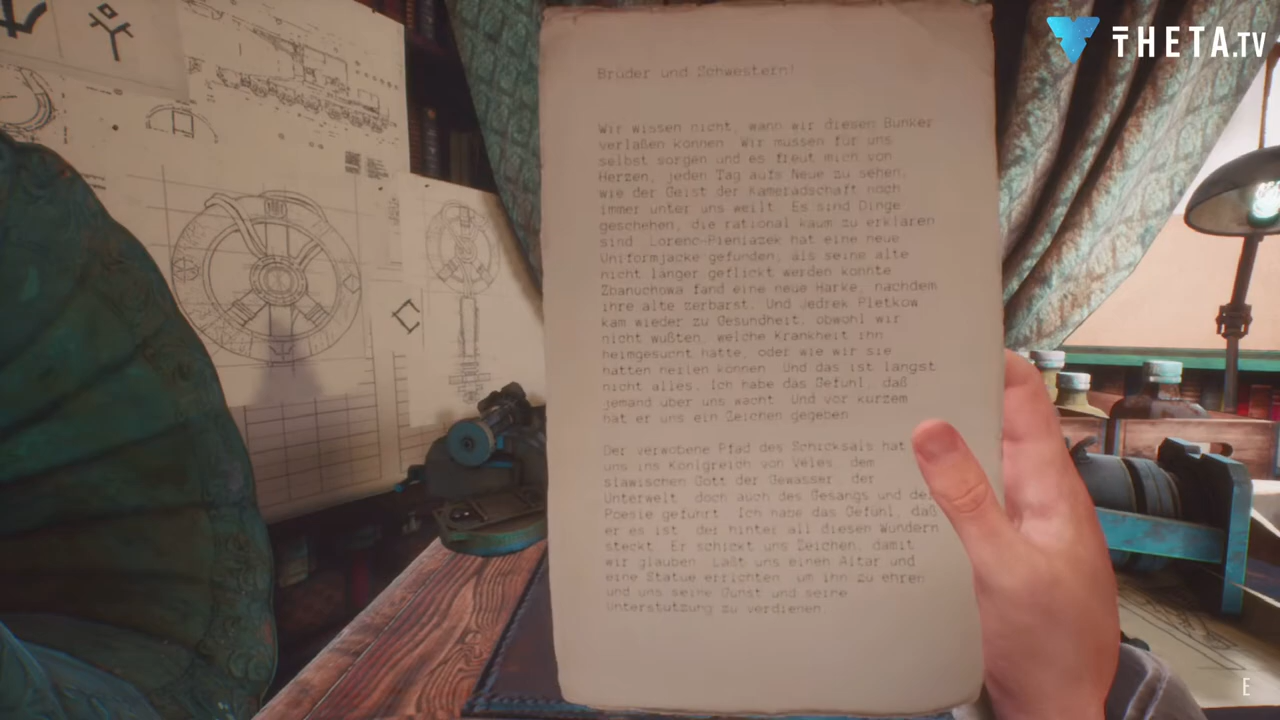 THETA.TV
Brüder und Schwestern!
Wir wissen nicht, wann wir diesen Bunker
verlaßen können. Wir müssen für uns
selbst sorgen und es freut mich von
Herzen, jeden Tag aufs Neue zu sehen,
wie der Geist der Kameradschaft noch
immer unter uns weilt. Es sind Dinge
geschehen, die rational kaum zu erklären
sind. Lorenc-Pieniazek hat eine neue
Uniformjacke gefunden, als seine alte
nicht länger geflickt werden konnte
Zbanuchowa fand eine neue Harke, nachdem
ihre alte zerbarst. Und Jedrek Pletkow
kam wieder zu Gesundheit, obwohl wir
nicht wußten, welche Krankheit ihn
heimgesucht hatte, oder wie wir sie
hätten heilen können. Und das ist längst
nicht alles. Ich habe das Gefühl, daß
jemand über uns wacht. Und vor kurzem
hat er uns ein Zeichen gegeben
Der verwobene Pfad des Schicksals hat
uns ins Königreich von Veles, dem
slawischen Gott der Gewässer, der
Unterwelt, doch auch des Gesangs und der
Poesie geführt. Ich habe das Gefühl, daß
er es ist, der hinter all diesen Wundern
steckt. Er schickt uns Zeichen, damit
wir glauben. Laßt uns einen Altar und
eine Statue errichten, um ihn zu ehren
und uns seine Gunst und seine
Unterstützung zu verdienen.
E